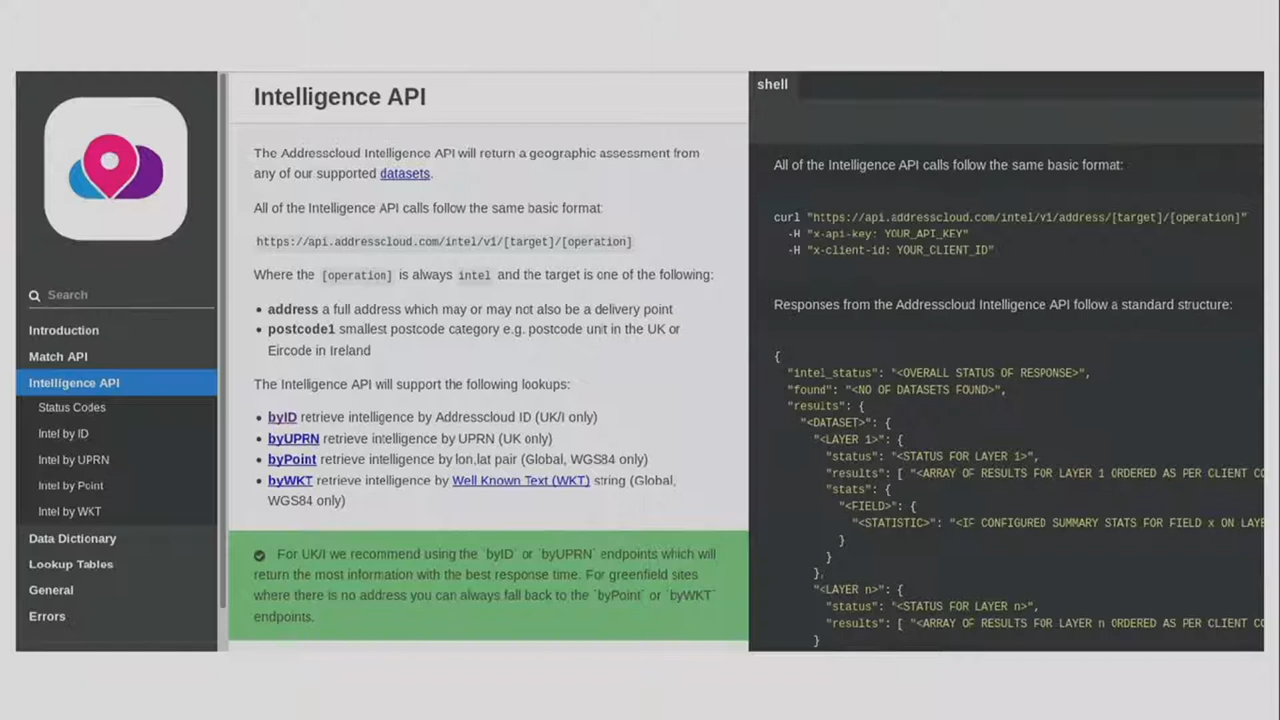 Search
Introduction
Match API
Intelligence API
Status Codes
Intel by ID
Intel by UPRN
Intel by Point
Intel by WKT
Data Dictionary
Lookup Tables
General
Errors
Intelligence API
The Addresscloud Intelligence API will return a geographic assessment from
any of our supported datasets.
All of the Intelligence API calls follow the same basic format:
https://api.addresscloud.com/intel/v1/[target]/[operation]
Where the [operation] is always intel and the target is one of the following:
• address a full address which may or may not also be a delivery point
• postcode1 smallest postcode category e.g. postcode unit in the UK or
Eircode in Ireland
The Intelligence API will support the following lookups:
• byID retrieve intelligence by Addresscloud ID (UK/I only)
• byUPRN retrieve intelligence by UPRN (UK only)
• byPoint retrieve intelligence by lon,lat pair (Global, WGS84 only)
• byWKT retrieve intelligence by Well Known Text (WKT) string (Global,
WGS84 only)
For UK/I we recommend using the `byID` or `byUPRN` endpoints which will
return the most information with the best response time. For greenfield sites
where there is no address you can always fall back to the `byPoint` or `byWKT`
endpoints.
shell
All of the Intelligence API calls follow the same basic format:
curl "https://api.addresscloud.com/intel/v1/address/[target]/[operation]"
-H "x-api-key: YOUR_API_KEY"
-H "x-client-id: YOUR_CLIENT_ID"
Responses from the Addresscloud Intelligence API follow a standard structure:
{
"intel_status": "<OVERALL STATUS OF RESPONSE>",
"found": "<NO OF DATASETS FOUND>",
"results": {
"<DATASET>": {
"<LAYER 1>": {
"status": "<STATUS FOR LAYER 1>",
"results": [ "<ARRAY OF RESULTS FOR LAYER 1 ORDERED AS PER CLIENT CO
"stats": {
"<FIELD>": {
"<STATISTIC>": "<IF CONFIGURED SUMMARY STATS FOR FIELD x ON LAYE
}
}
},
"<LAYER n>": {
"status": "<STATUS FOR LAYER n>",
"results": [ "<ARRAY OF RESULTS FOR LAYER n ORDERED AS PER CLIENT CO
}